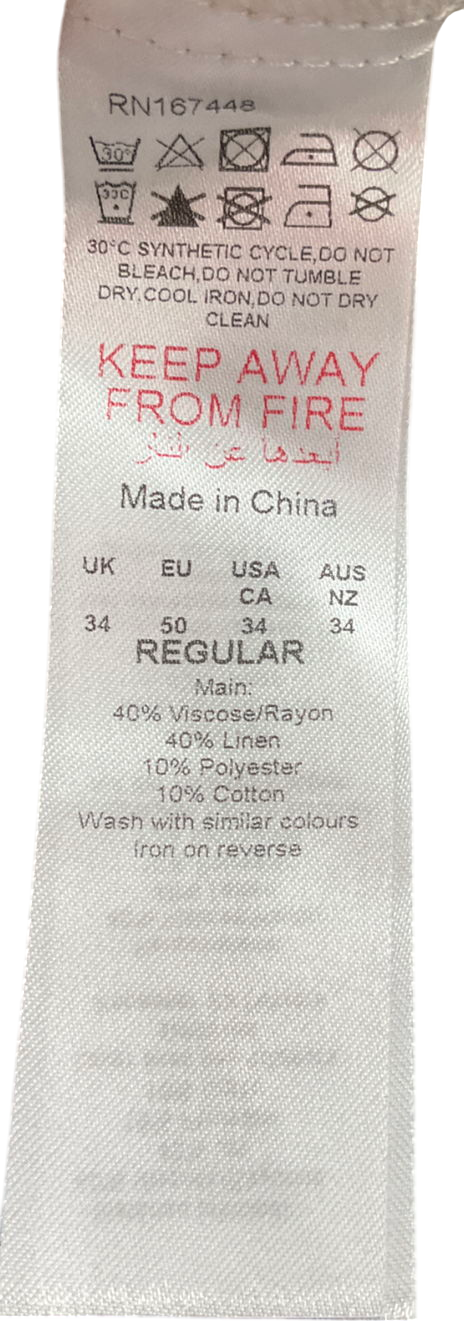 RN167448
30°
30C
30°C SYNTHETIC CYCLE,DO NOT
BLEACH,DO NOT TUMBLE
DRY,COOL IRON,DO NOT DRY
CLEAN
KEEP AWAY
FROM FIRE
أبعدها عن النار
Made in China
UK EU USA CA AUS NZ
34 50 34 34
REGULAR
Main:
40% Viscose/Rayon
40% Linen
10% Polyester
10% Cotton
Wash with similar colours
Iron on reverse